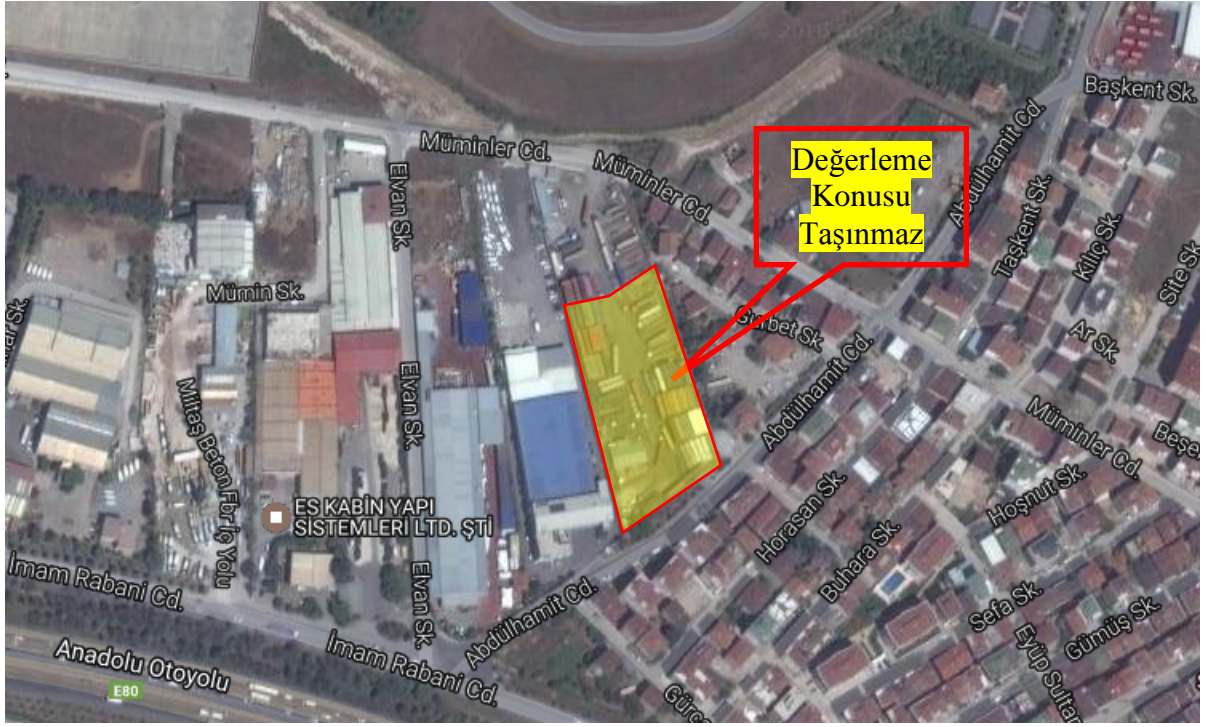 Başkent Sk.
Müminler Cd.
Müminler Cd.
Değerleme
Konusu
Taşınmaz
Abdülhamit Cd.
Taşkent Sk.
Kılıç Sk.
Site Sk.
Elvan Sk.
Mümin Sk.
Gurbet Sk.
Ar Sk.
Abdülhamit Cd.
Elvan Sk.
Mittaş Beton Fbr İç Yolu
Müminler Cd.
ES KABİN YAPI
SİSTEMLERİ LTD. ŞTİ
Horasan Sk.
Buhara Sk.
Hoşnut Sk.
Sefa Sk.
Gümüş Sk.
İmam Rabani Cd.
Elvan Sk.
Abdülhamit Cd.
İmam Rabani Cd.
Anadolu Otoyolu
E80